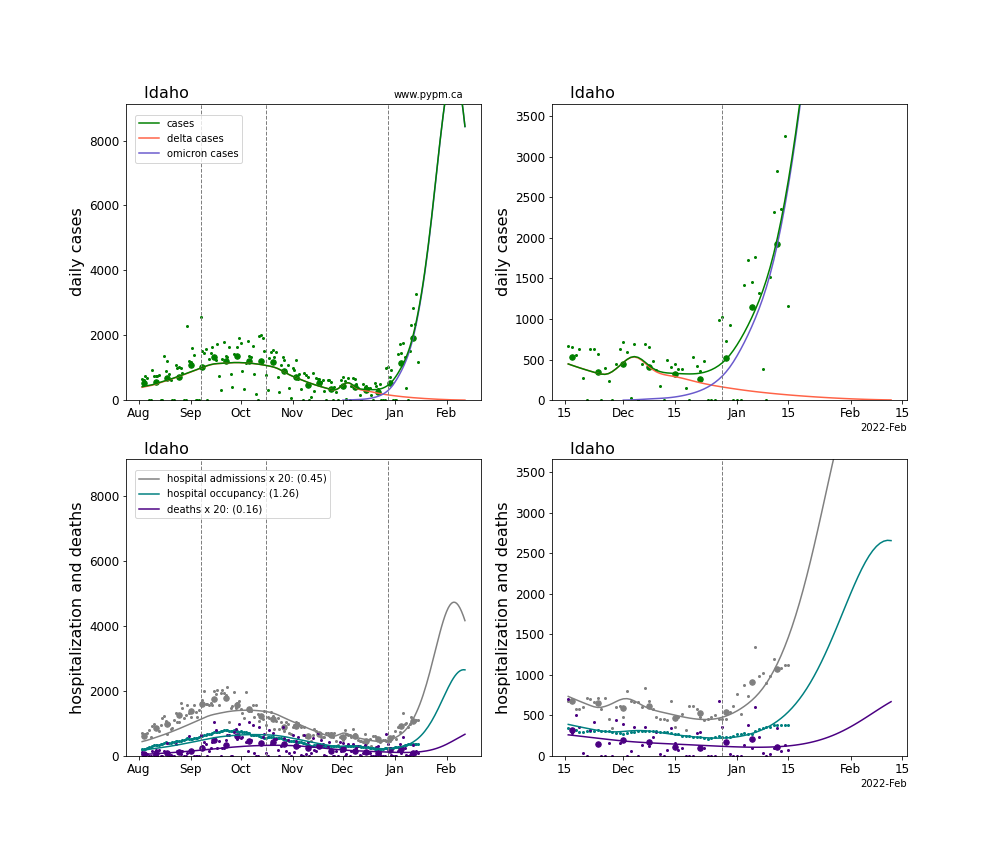 Idaho
www.pypm.ca
daily cases
8000
6000
4000
2000
0
cases
delta cases
omicron cases
Aug Sep Oct Nov Dec Jan Feb
Idaho
daily cases
3500
3000
2500
2000
1500
1000
500
0
15 Dec 15 Jan 15 Feb 15
2022-Feb
Idaho
hospitalization and deaths
8000
6000
4000
2000
0
hospital admissions x 20: (0.45)
hospital occupancy: (1.26)
deaths x 20: (0.16)
Aug Sep Oct Nov Dec Jan Feb
Idaho
hospitalization and deaths
3500
3000
2500
2000
1500
1000
500
0
15 Dec 15 Jan 15 Feb 15
2022-Feb